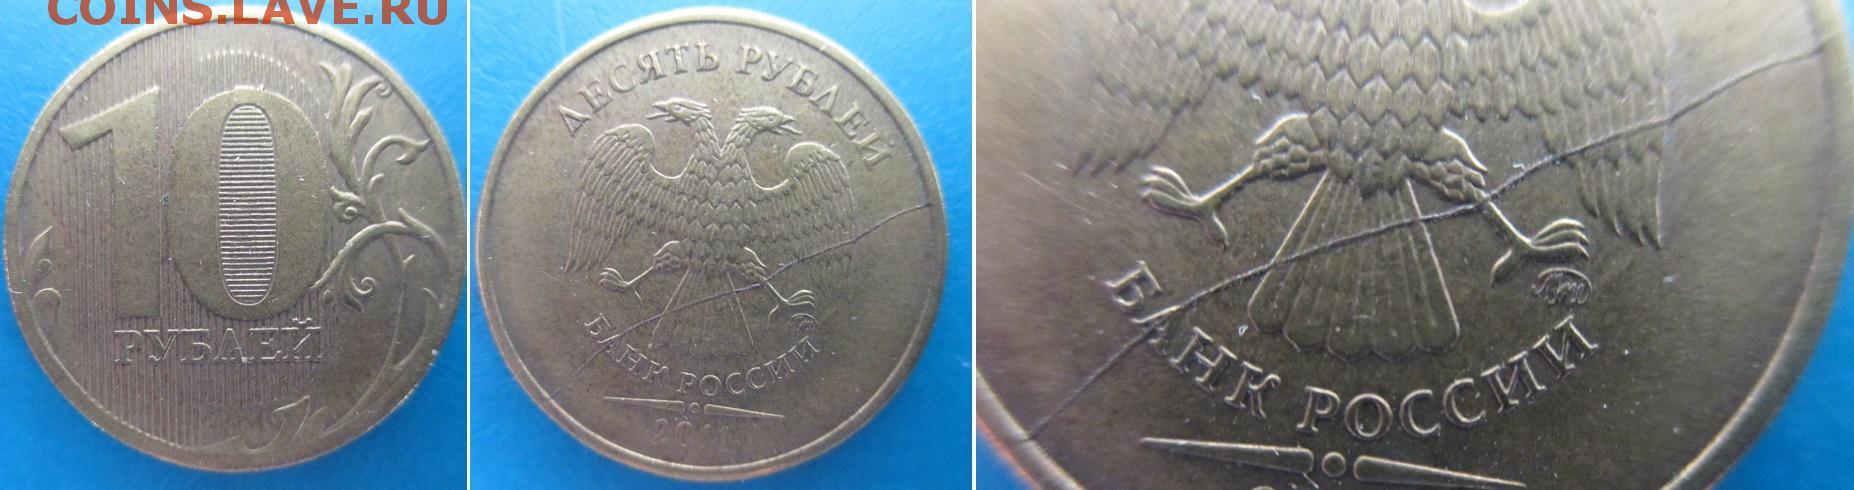 COINS.LAVE.RU
10
РУБЛЕЙ
ДЕСЯТЬ РУБЛЕЙ
БАНК РОССИИ
2011
БАНК РОССИИ